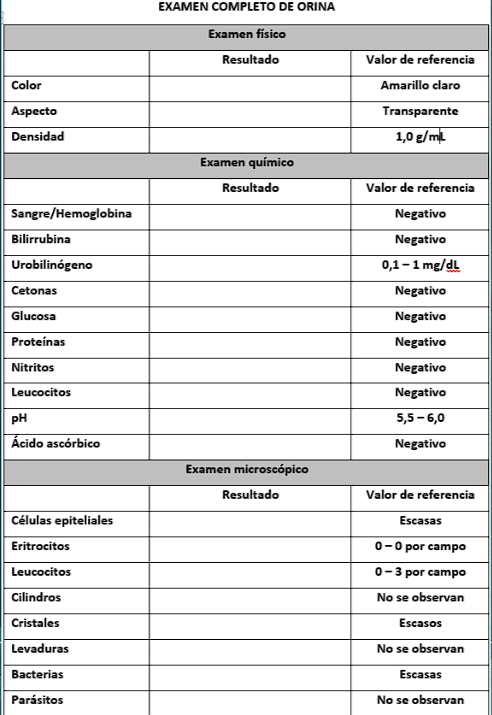 EXAMEN COMPLETO DE ORINA
Examen físico
Resultado Valor de referencia
Color Amarillo claro
Aspecto Transparente
Densidad 1,0 g/mL
Examen químico
Resultado Valor de referencia
Sangre/Hemoglobina Negativo
Bilirrubina Negativo
Urobilinógeno 0,1 – 1 mg/dL
Cetonas Negativo
Glucosa Negativo
Proteínas Negativo
Nitritos Negativo
Leucocitos Negativo
pH 5,5 – 6,0
Ácido ascórbico Negativo
Examen microscópico
Resultado Valor de referencia
Células epiteliales Escasas
Eritrocitos 0 – 0 por campo
Leucocitos 0 – 3 por campo
Cilindros No se observan
Cristales Escasos
Levaduras No se observan
Bacterias Escasas
Parásitos No se observan